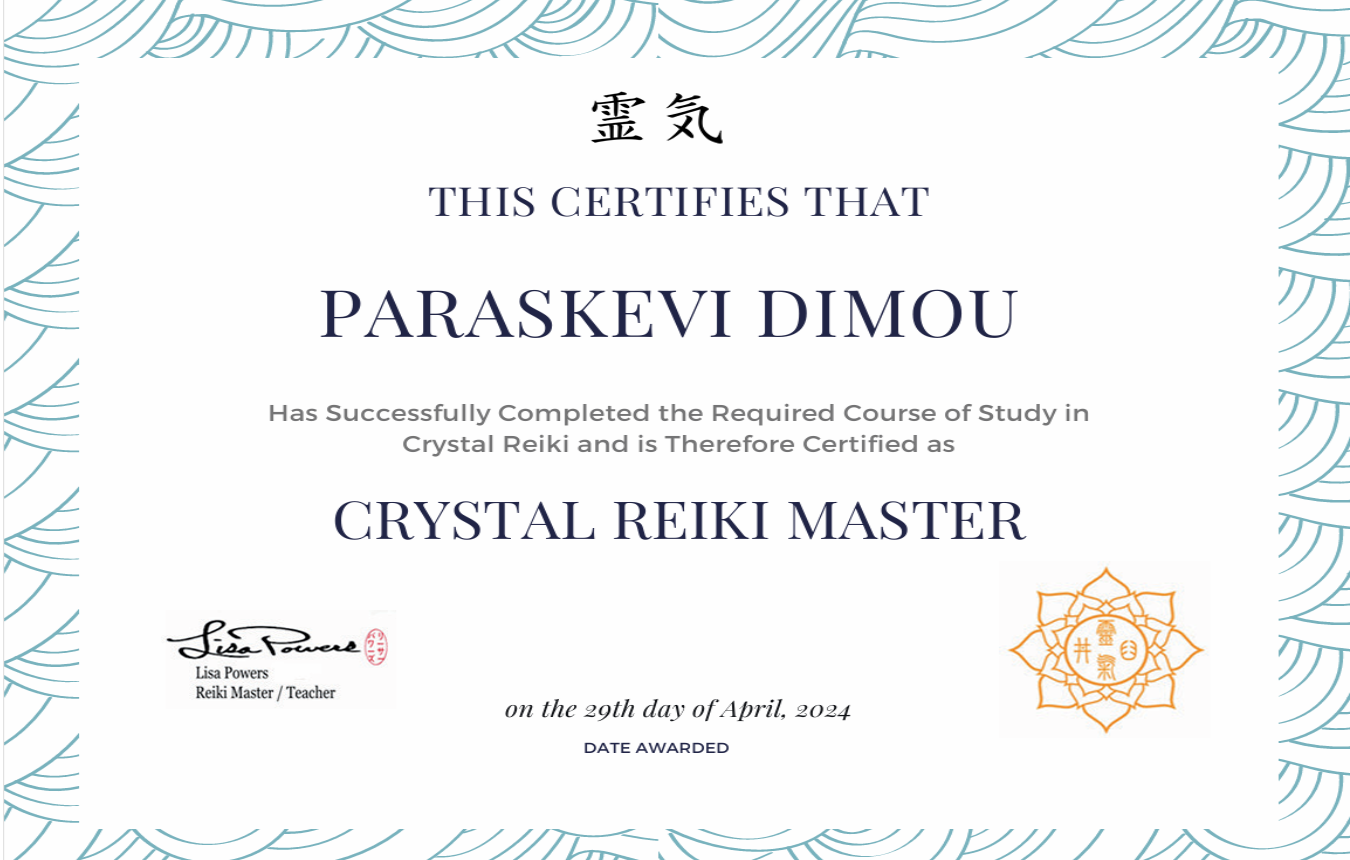 霊気
THIS CERTIFIES THAT
PARASKEVI DIMOU
Has Successfully Completed the Required Course of Study in
Crystal Reiki and is Therefore Certified as
CRYSTAL REIKI MASTER
Lisa Powers
Lisa Powers
Reiki Master / Teacher
on the 29th day of April, 2024
DATE AWARDED
靈氣